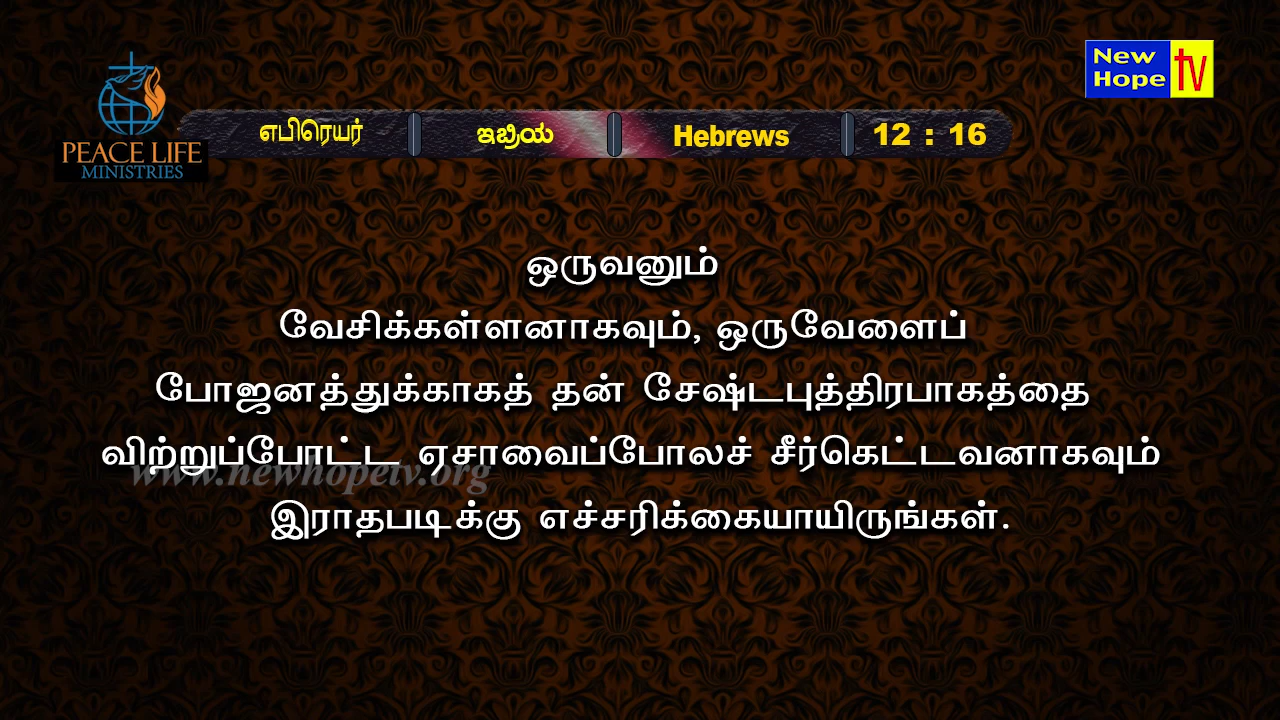 New
Hope TV
எபிரெயர் ඉබ්‍රිය Hebrews 12 : 16
PEACE LIFE
MINISTRIES
ஒருவனும்
வேசிக்கள்ளனாகவும், ஒருவேளைப்
போஜனத்துக்காகத் தன் சேஷ்டபுத்திரபாகத்தை
விற்றுப்போட்ட ஏசாவைப்போலச் சீர்கெட்டவனாகவும்
www.newhopetv.org
இராதபடிக்கு எச்சரிக்கையாயிருங்கள்.